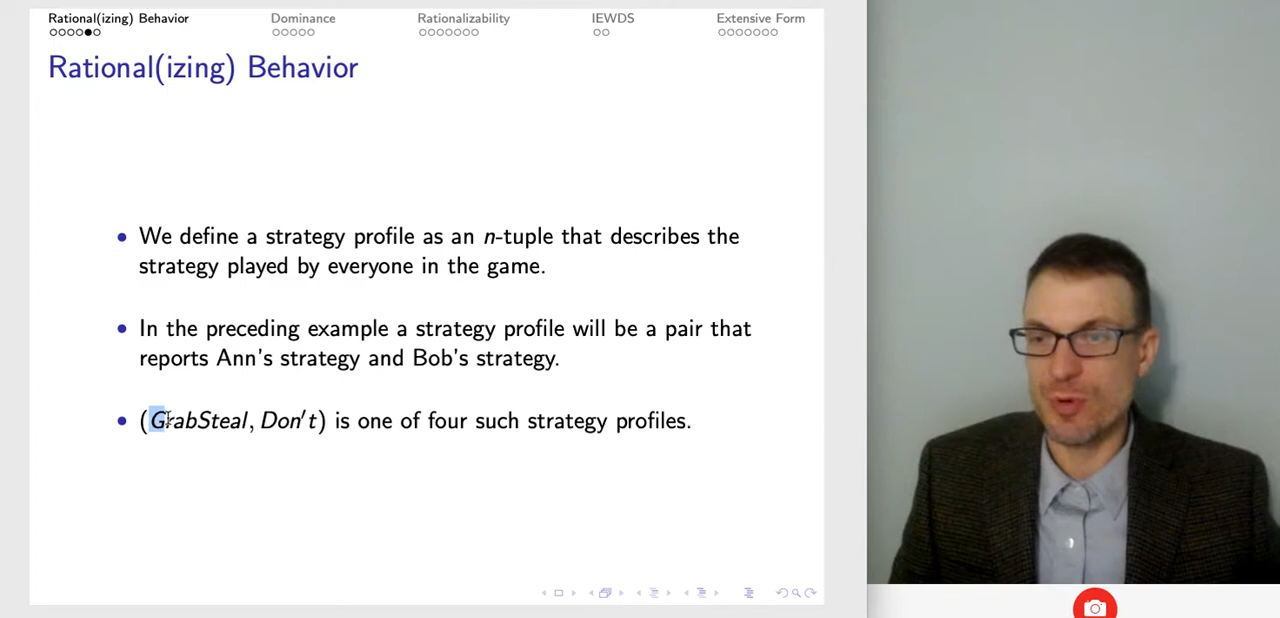 Rational(izing) Behavior Dominance Rationalizability IEWDS Extensive Form
Rational(izing) Behavior
• We define a strategy profile as an n-tuple that describes the
strategy played by everyone in the game.
• In the preceding example a strategy profile will be a pair that
reports Ann's strategy and Bob's strategy.
• (GrabSteal, Don't) is one of four such strategy profiles.